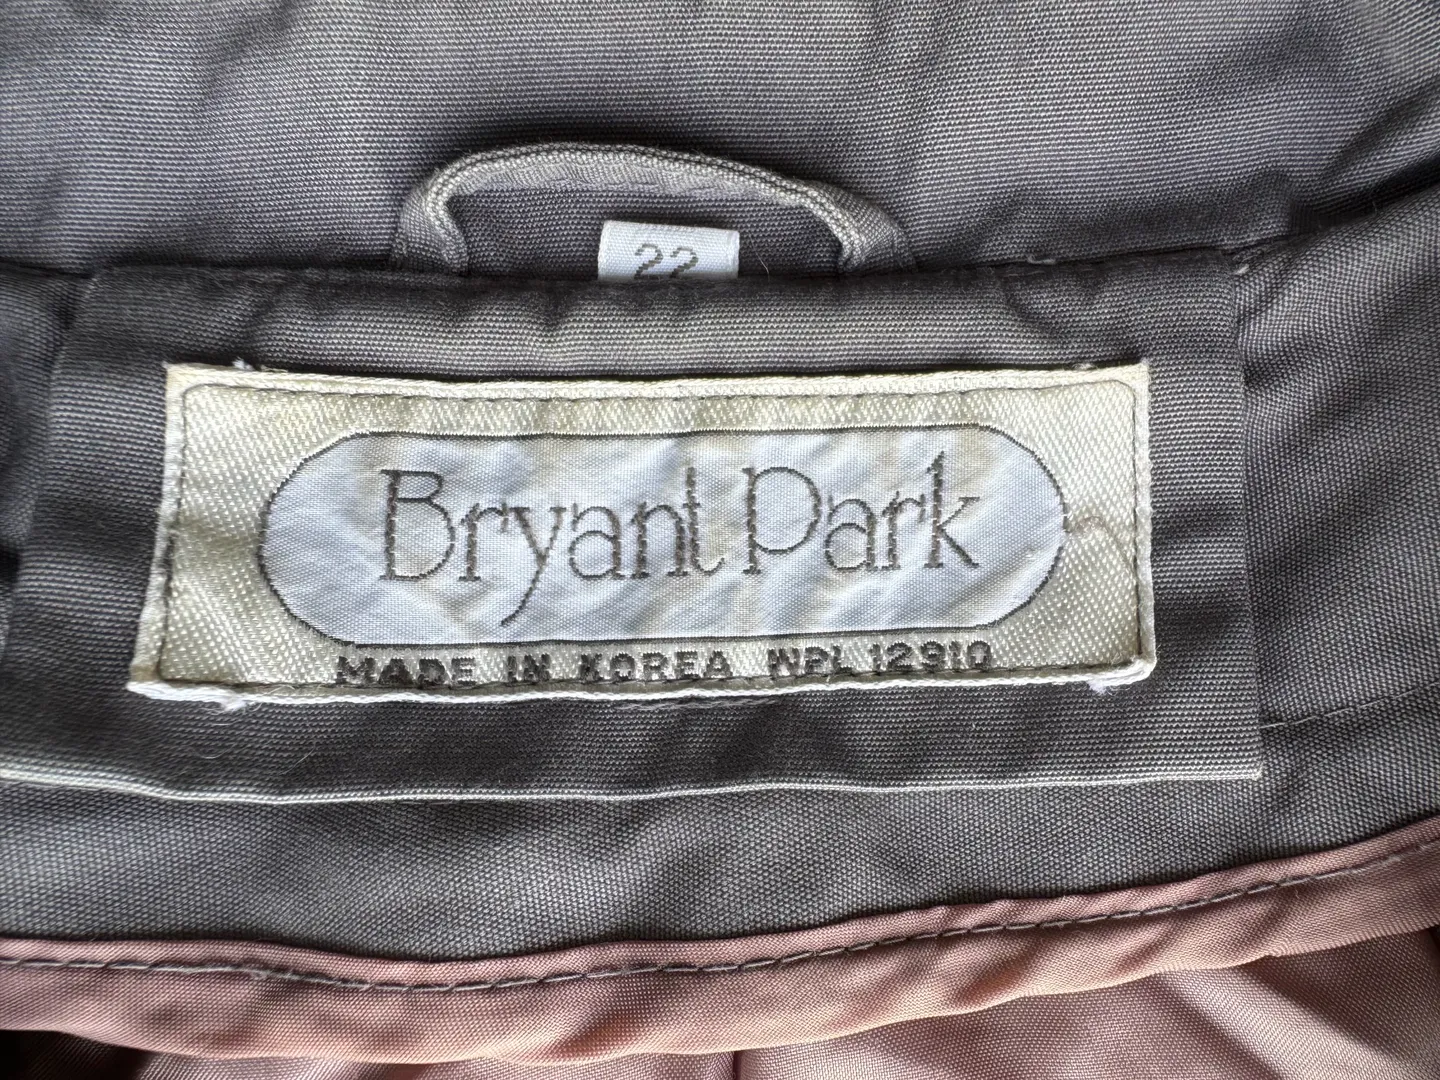 22
Bryant Park
MADE IN KOREA WPL 12910